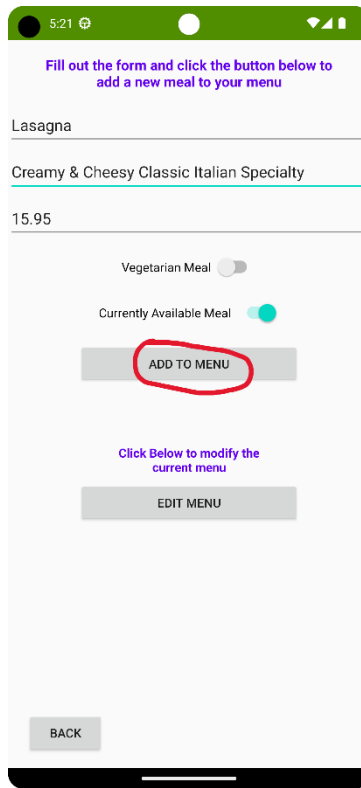 5:21
Fill out the form and click the button below to
add a new meal to your menu
Lasagna
Creamy & Cheesy Classic Italian Specialty
15.95
Vegetarian Meal
Currently Available Meal
ADD TO MENU
Click Below to modify the
current menu
EDIT MENU
BACK